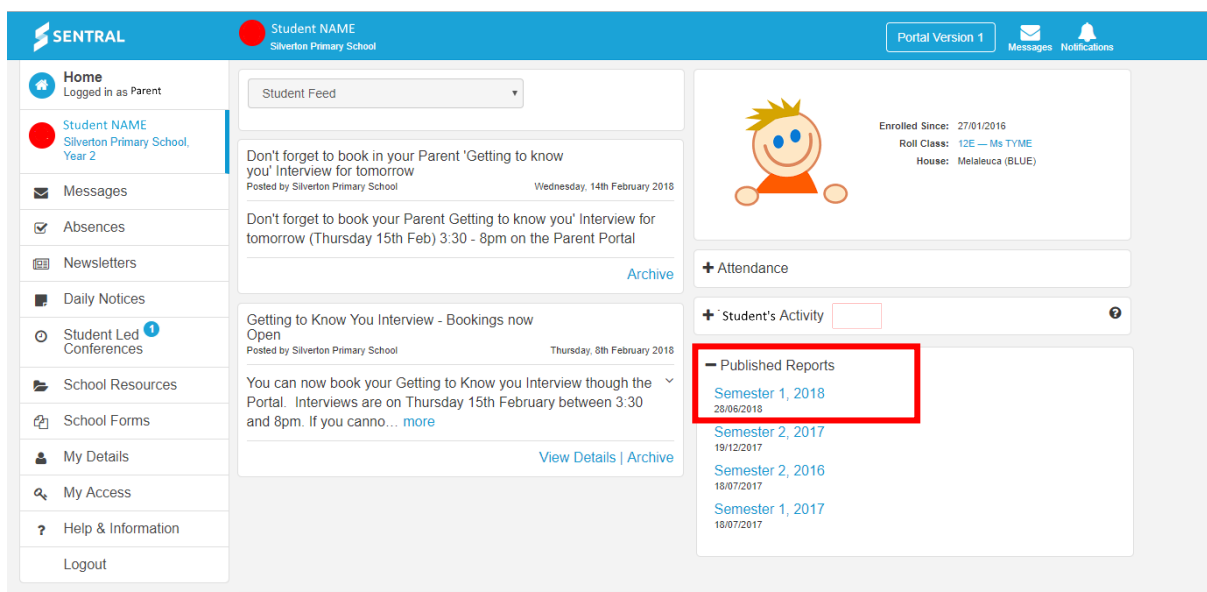 SENTRAL
Student NAME
Silverton Primary School
Portal Version 1
Messages
Notifications
Home
Logged in as Parent
Student NAME
Silverton Primary School,
Year 2
Messages
Absences
Newsletters
Daily Notices
Student Led 1
Conferences
School Resources
School Forms
My Details
My Access
? Help & Information
Logout
Student Feed
Don't forget to book in your Parent 'Getting to know
you' Interview for tomorrow
Posted by Silverton Primary School
Wednesday, 14th February 2018
Don't forget to book your Parent Getting to know you' Interview for
tomorrow (Thursday 15th Feb) 3:30 - 8pm on the Parent Portal
Archive
Getting to Know You Interview - Bookings now
Open
Posted by Silverton Primary School
Thursday, 8th February 2018
You can now book your Getting to Know you Interview though the
Portal. Interviews are on Thursday 15th February between 3:30
and 8pm. If you canno... more
View Details | Archive
Enrolled Since: 27/01/2016
Roll Class: 12E — Ms TYME
House: Melaleuca (BLUE)
+ Attendance
+ Student's Activity
?
− Published Reports
Semester 1, 2018
28/06/2018
Semester 2, 2017
19/12/2017
Semester 2, 2016
18/07/2017
Semester 1, 2017
18/07/2017